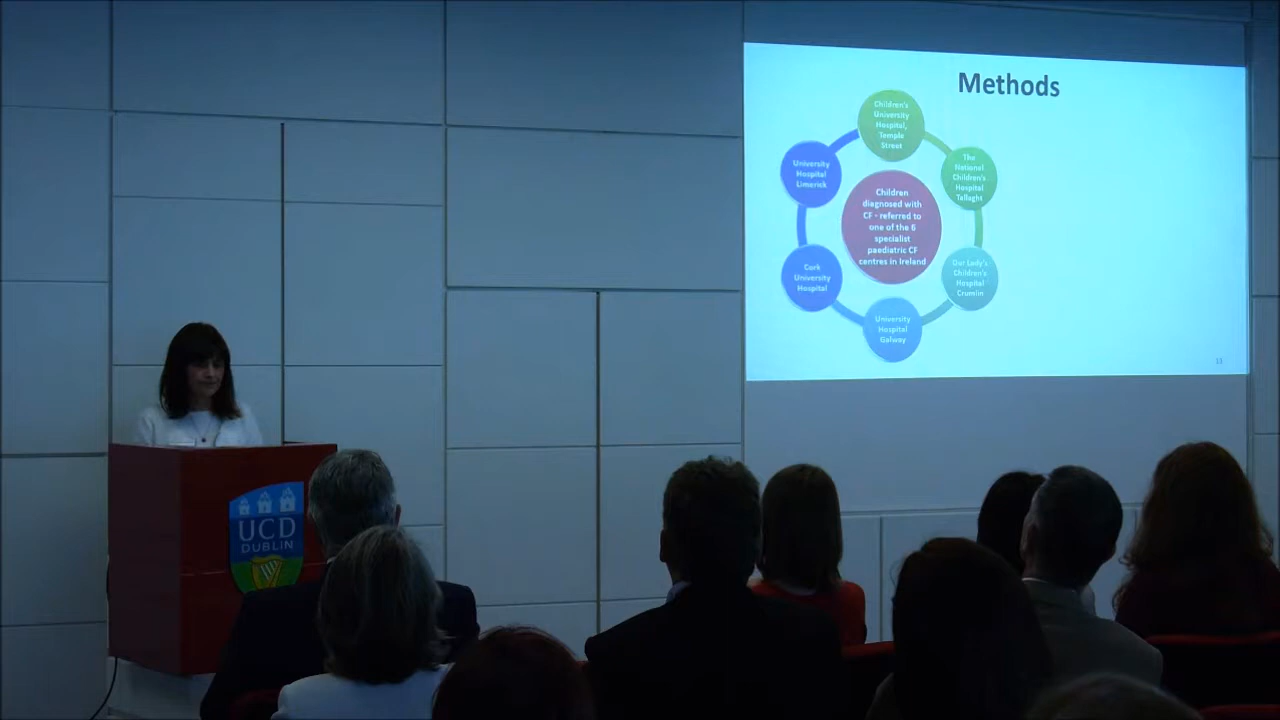 Methods
Children's
University
Hospital,
Temple
Street
The
National
Children's
Hospital
Tallaght
Our Lady's
Children's
Hospital
Crumlin
University
Hospital
Galway
Cork
University
Hospital
University
Hospital
Limerick
Children
diagnosed with
CF - referred to
one of the 6
specialist
paediatric CF
centres in Ireland
UCD
DUBLIN